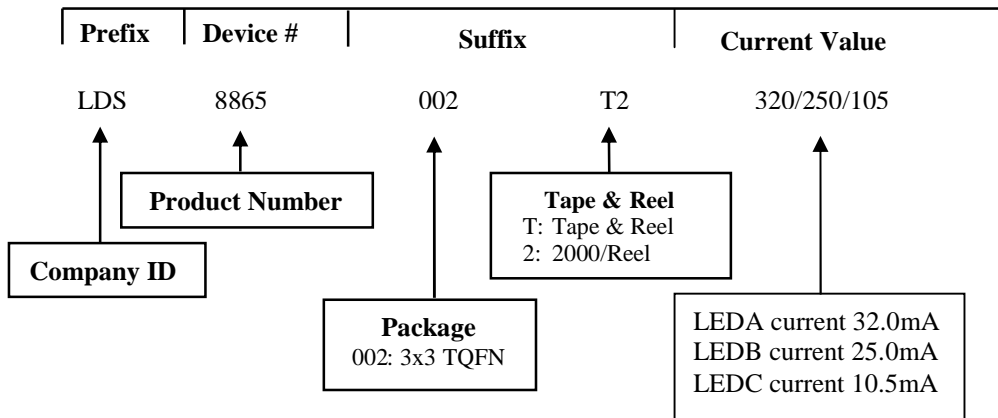 Prefix Device # Suffix Current Value
LDS 8865 002 T2 320/250/105
Product Number
Tape & Reel
T: Tape & Reel
2: 2000/Reel
Company ID
Package
002: 3x3 TQFN
LEDA current 32.0mA
LEDB current 25.0mA
LEDC current 10.5mA